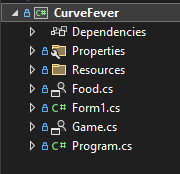 C# CurveFever
Dependencies
Properties
Resources
Food.cs
C# Form1.cs
Game.cs
C# Program.cs